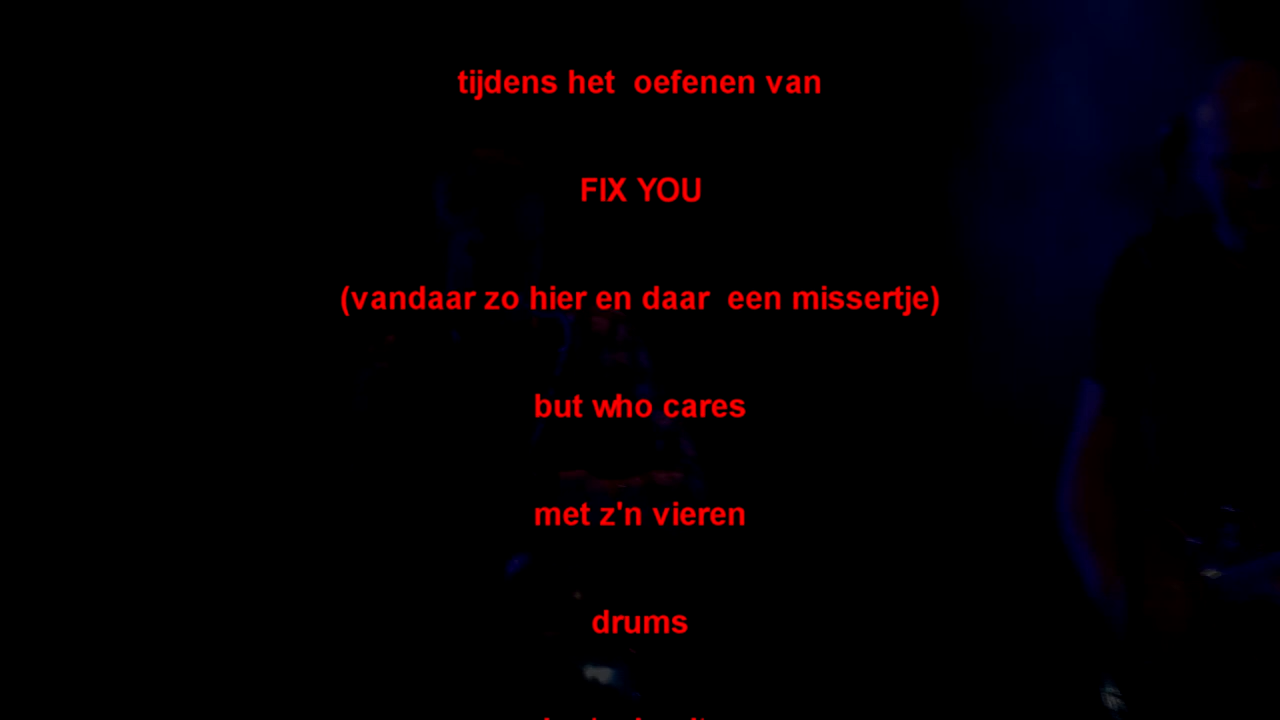 tijdens het oefenen van
FIX YOU
(vandaar zo hier en daar een missertje)
but who cares
met z'n vieren
drums